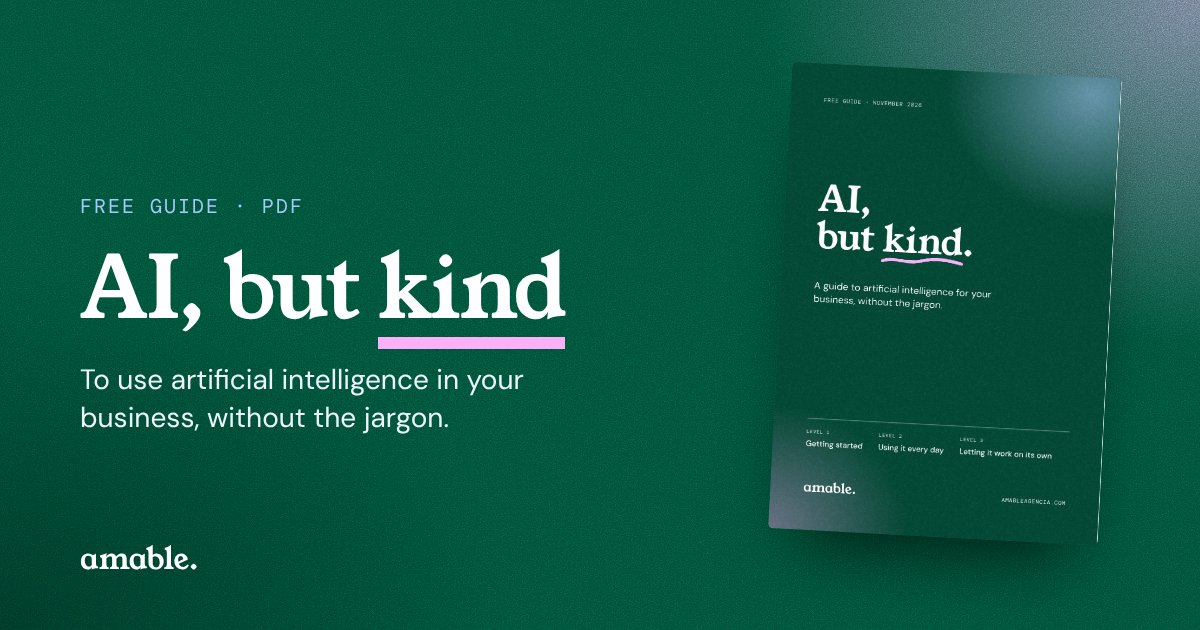 FREE GUIDE · PDF
AI, but kind
To use artificial intelligence in your
business, without the jargon.
amable.
FREE GUIDE · NOVEMBER 2026
AI,
but kind.
A guide to artificial intelligence for your
business, without the jargon.
LEVEL 1
Getting started
LEVEL 2
Using it every day
LEVEL 3
Letting it work on its own
amable.
AMABLEAGENCIA.COM